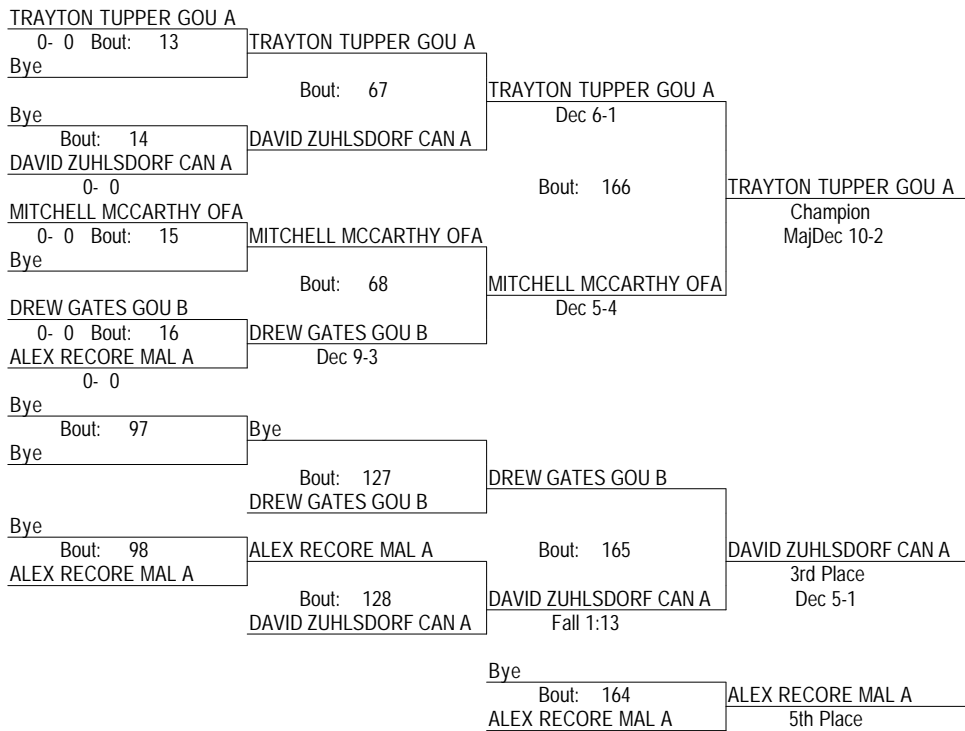 TRAYTON TUPPER GOU A
0- 0 Bout: 13 TRAYTON TUPPER GOU A
Bye
Bout: 67 TRAYTON TUPPER GOU A
Bye Dec 6-1
Bout: 14 DAVID ZUHLSDORF CAN A
DAVID ZUHLSDORF CAN A
0- 0 Bout: 166 TRAYTON TUPPER GOU A
MITCHELL MCCARTHY OFA Champion
0- 0 Bout: 15 MITCHELL MCCARTHY OFA MajDec 10-2
Bye
Bout: 68 MITCHELL MCCARTHY OFA
DREW GATES GOU B Dec 5-4
0- 0 Bout: 16 DREW GATES GOU B
ALEX RECORE MAL A Dec 9-3
0- 0
Bye
Bout: 97 Bye
Bye
Bout: 127 DREW GATES GOU B
DREW GATES GOU B
Bye
Bout: 98 ALEX RECORE MAL A Bout: 165 DAVID ZUHLSDORF CAN A
ALEX RECORE MAL A 3rd Place
Bout: 128 DAVID ZUHLSDORF CAN A Dec 5-1
DAVID ZUHLSDORF CAN A Fall 1:13
Bye
Bout: 164 ALEX RECORE MAL A
ALEX RECORE MAL A 5th Place